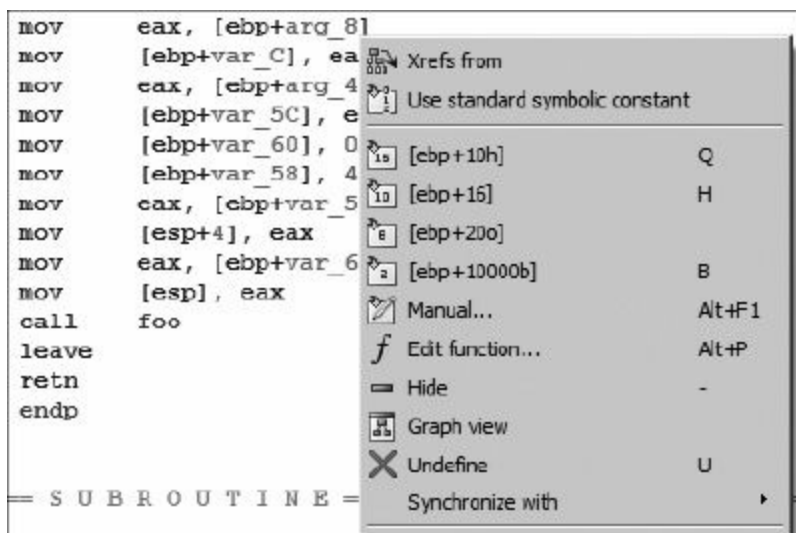 mov eax, [ebp+arg_8]
mov [ebp+var_C], ea
mov eax, [ebp+arg_4
mov [ebp+var_5C], e
mov [ebp+var_60], 0
mov [ebp+var_58], 4
mov eax, [ebp+var_5
mov [esp+4], eax
mov eax, [ebp+var_6
mov [esp], eax
call foo
leave
retn
endp
== S U B R O U T I N E =
Xrefs from
Use standard symbolic constant
[ebp+10h] Q
[ebp+16] H
[ebp+20o]
[ebp+10000b] B
Manual... Alt+F1
Edit function... Alt+P
Hide -
Graph view
Undefine U
Synchronize with